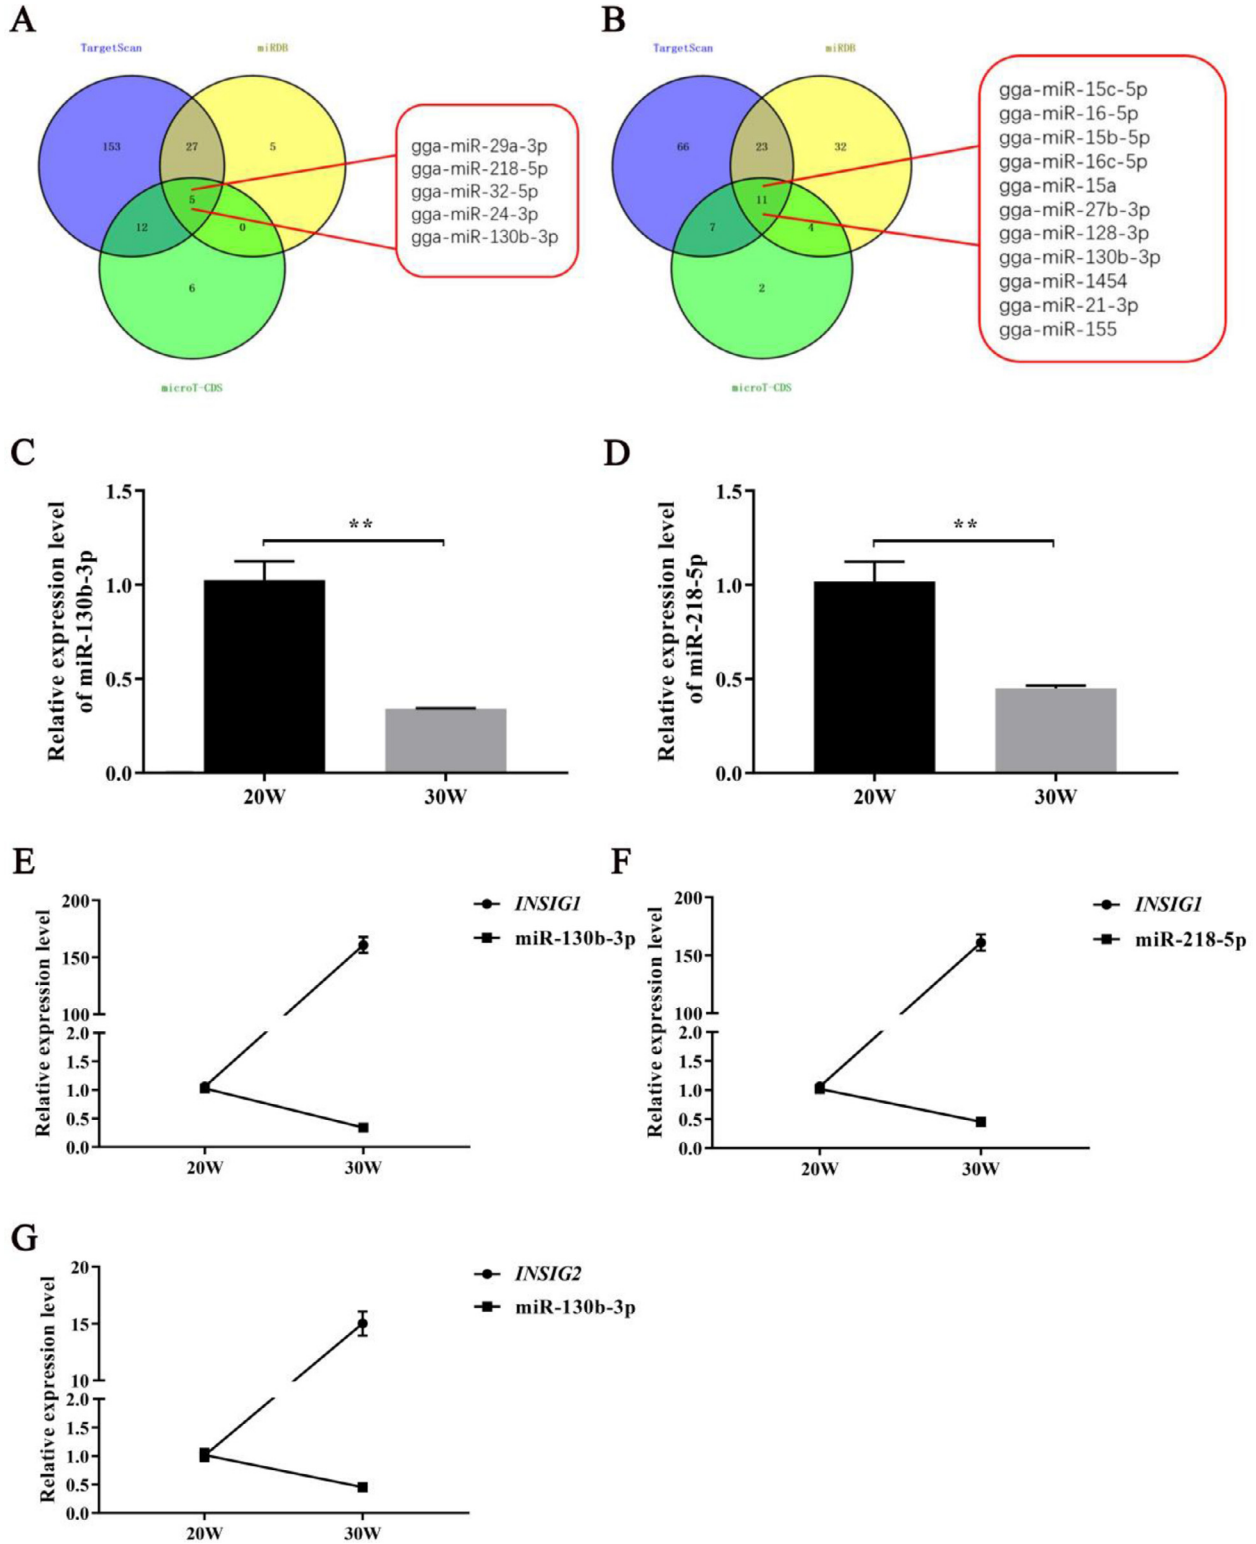 A
TargetScan
miRDB
153
27
5
5
12
0
6
microT-CDS
gga-miR-29a-3p
gga-miR-218-5p
gga-miR-32-5p
gga-miR-24-3p
gga-miR-130b-3p
B
TargetScan
miRDB
66
23
32
11
7
4
2
microT-CDS
gga-miR-15c-5p
gga-miR-16-5p
gga-miR-15b-5p
gga-miR-16c-5p
gga-miR-15a
gga-miR-27b-3p
gga-miR-128-3p
gga-miR-130b-3p
gga-miR-1454
gga-miR-21-3p
gga-miR-155
C
Relative expression level
of miR-130b-3p
1.5
1.0
0.5
0.0
**
20W
30W
D
Relative expression level
of miR-218-5p
1.5
1.0
0.5
0.0
**
20W
30W
E
Relative expression level
200
150
100
2.0
1.5
1.0
0.5
0.0
20W
30W
INSIG1
miR-130b-3p
F
Relative expression level
200
150
100
2.0
1.5
1.0
0.5
0.0
20W
30W
INSIG1
miR-218-5p
G
Relative expression level
20
15
10
2.0
1.5
1.0
0.5
0.0
20W
30W
INSIG2
miR-130b-3p